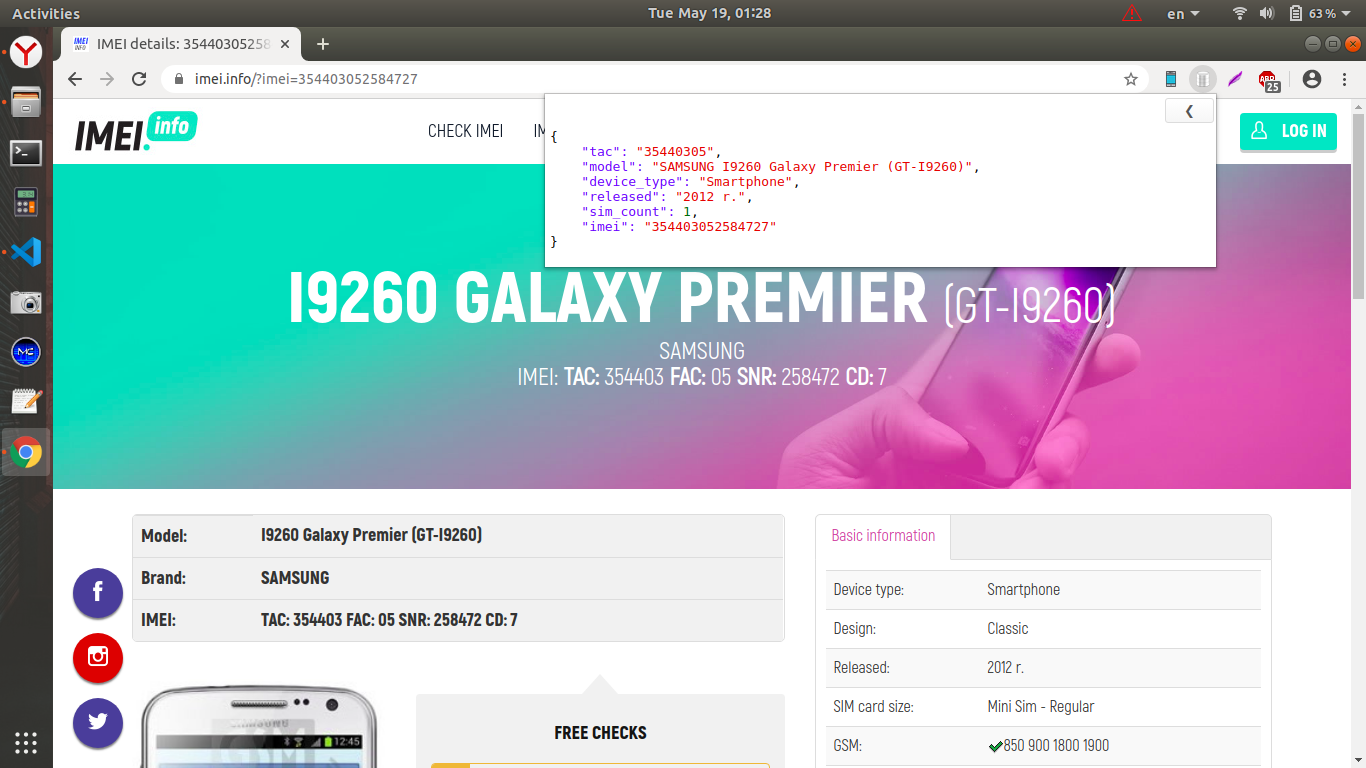 Activities
Tue May 19, 01:28
en
63 %
IMEI details: 35440305258
imei.info/?imei=354403052584727
ABP
25
IMEI.info
CHECK IMEI
IM
LOG IN
{
"tac": "35440305",
"model": "SAMSUNG I9260 Galaxy Premier (GT-I9260)",
"device_type": "Smartphone",
"released": "2012 r.",
"sim_count": 1,
"imei": "354403052584727"
}
I9260 GALAXY PREMIER (GT-I9260)
SAMSUNG
IMEI: TAC: 354403 FAC: 05 SNR: 258472 CD: 7
Model: I9260 Galaxy Premier (GT-I9260)
Brand: SAMSUNG
IMEI: TAC: 354403 FAC: 05 SNR: 258472 CD: 7
SAMSUNG
12:45
FREE CHECKS
Basic information
Device type: Smartphone
Design: Classic
Released: 2012 r.
SIM card size: Mini Sim - Regular
GSM: 850 900 1800 1900